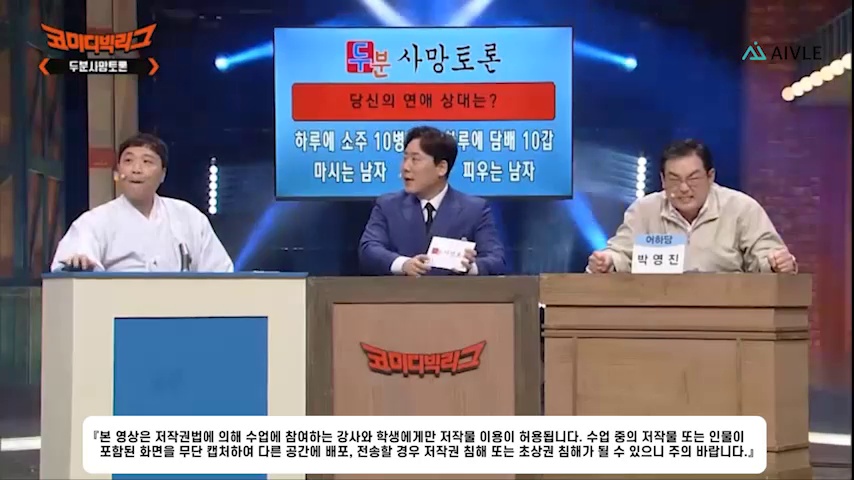 코미디빅리그
두분사망토론
두분 사망토론
당신의 연애 상대는?
하루에 소주 10병
마시는 남자
하루에 담배 10갑
피우는 남자
AIVLE
어하당
박영진
코미디빅리그
『본 영상은 저작권법에 의해 수업에 참여하는 강사와 학생에게만 저작물 이용이 허용됩니다. 수업 중의 저작물 또는 인물이
포함된 화면을 무단 캡처하여 다른 공간에 배포, 전송할 경우 저작권 침해 또는 초상권 침해가 될 수 있으니 주의 바랍니다.』